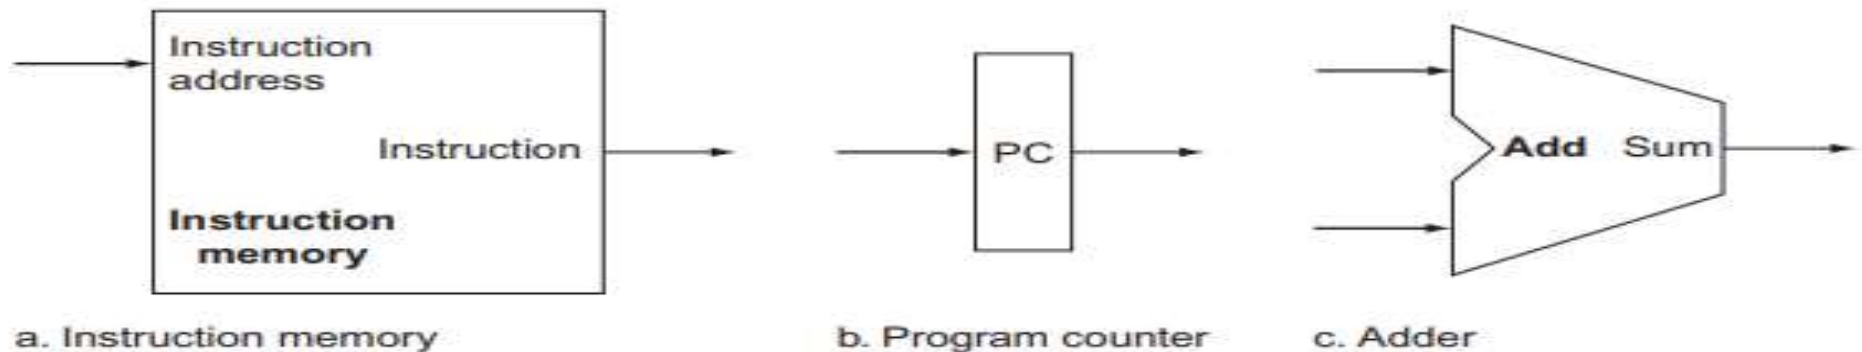 Instruction
address
Instruction
Instruction
memory
a. Instruction memory
PC
b. Program counter
Add Sum
c. Adder